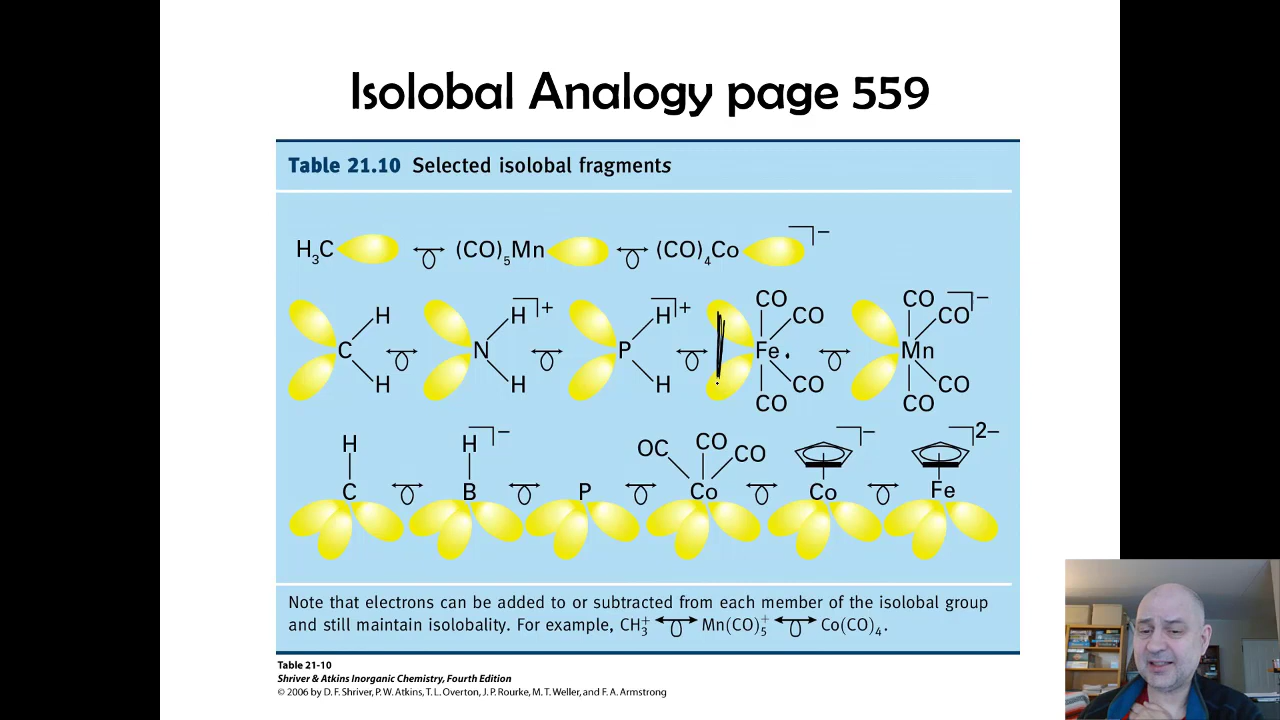 Isolobal Analogy page 559
Table 21.10 Selected isolobal fragments
H₃C (CO)₅Mn (CO)₄Co −
H H + H + CO CO CO CO −
C N P Fe Mn
H H H CO CO CO CO
H H − OC CO CO − 2−
C B P Co Co Fe
Note that electrons can be added to or subtracted from each member of the isolobal group
and still maintain isolobality. For example, CH₃⁺ Mn(CO)₅⁺ Co(CO)₄.
Table 21-10
Shriver & Atkins Inorganic Chemistry, Fourth Edition
© 2006 by D. F. Shriver, P. W. Atkins, T. L. Overton, J. P. Rourke, M. T. Weller, and F. A. Armstrong